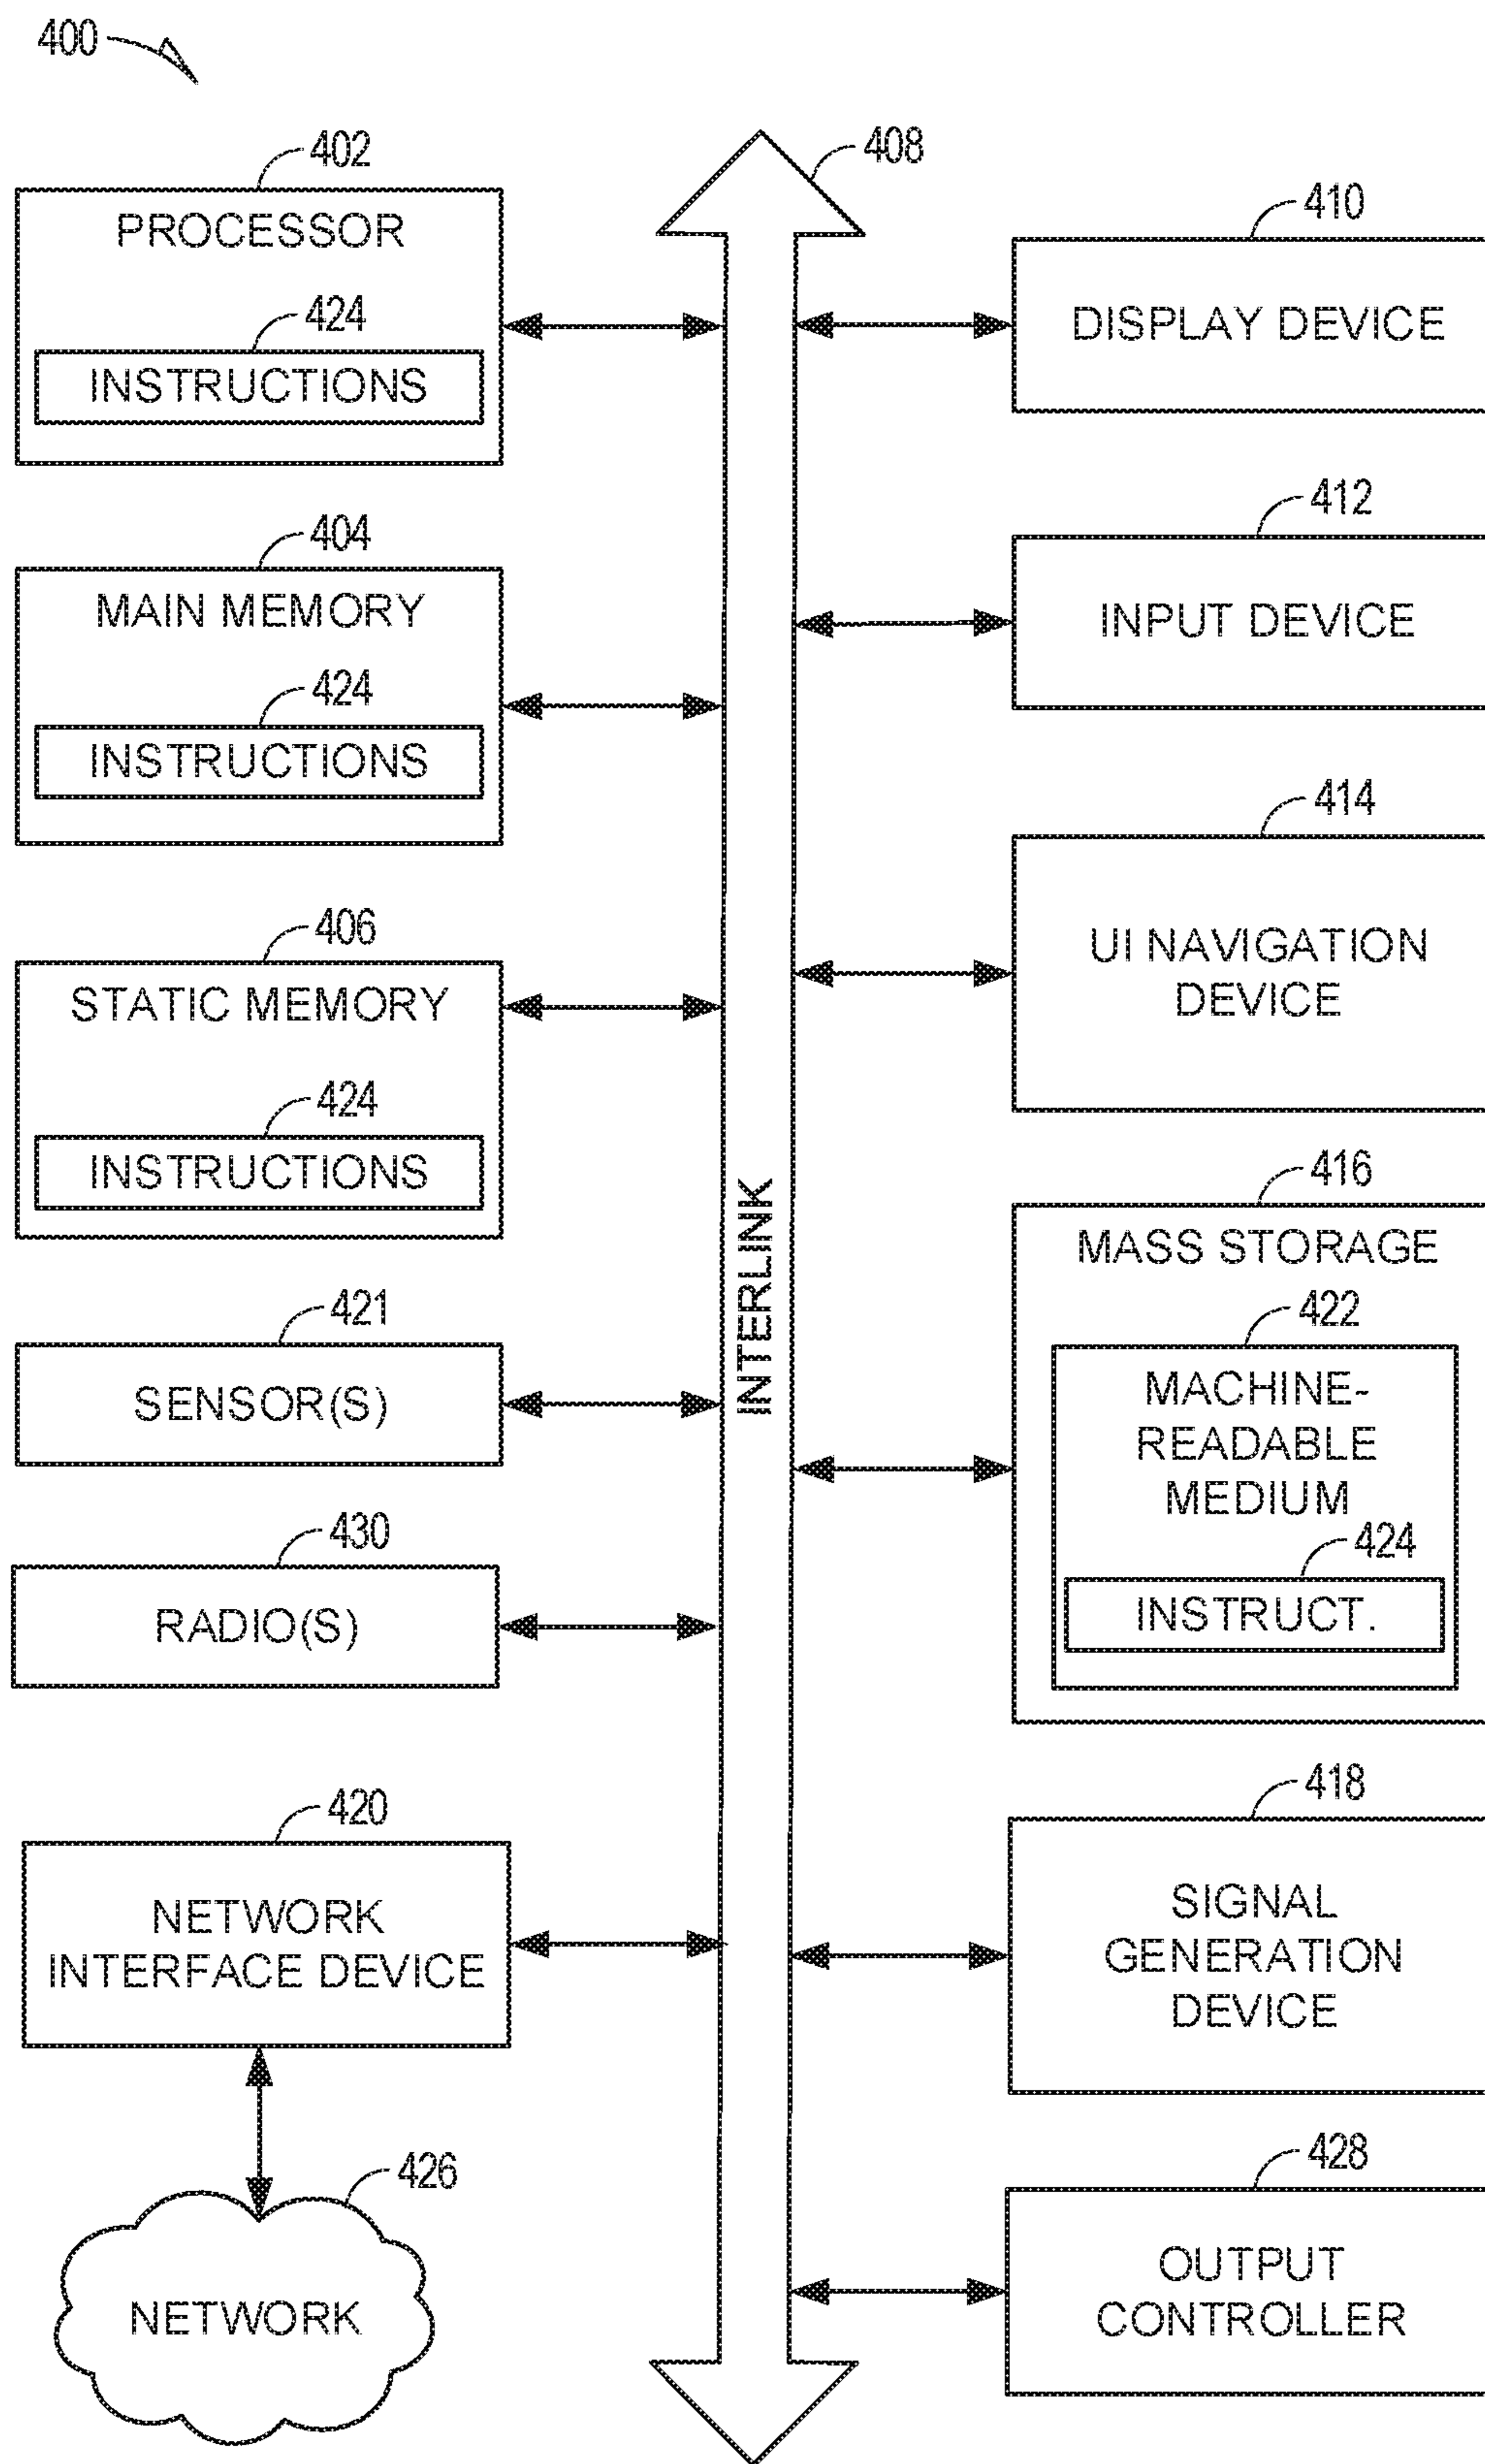 400
402
PROCESSOR
424
INSTRUCTIONS
404
MAIN MEMORY
424
INSTRUCTIONS
406
STATIC MEMORY
424
INSTRUCTIONS
421
SENSOR(S)
430
RADIO(S)
420
NETWORK
INTERFACE DEVICE
426
NETWORK
408
INTERLINK
410
DISPLAY DEVICE
412
INPUT DEVICE
414
UI NAVIGATION
DEVICE
416
MASS STORAGE
422
MACHINE-
READABLE
MEDIUM
424
INSTRUCT.
418
SIGNAL
GENERATION
DEVICE
428
OUTPUT
CONTROLLER